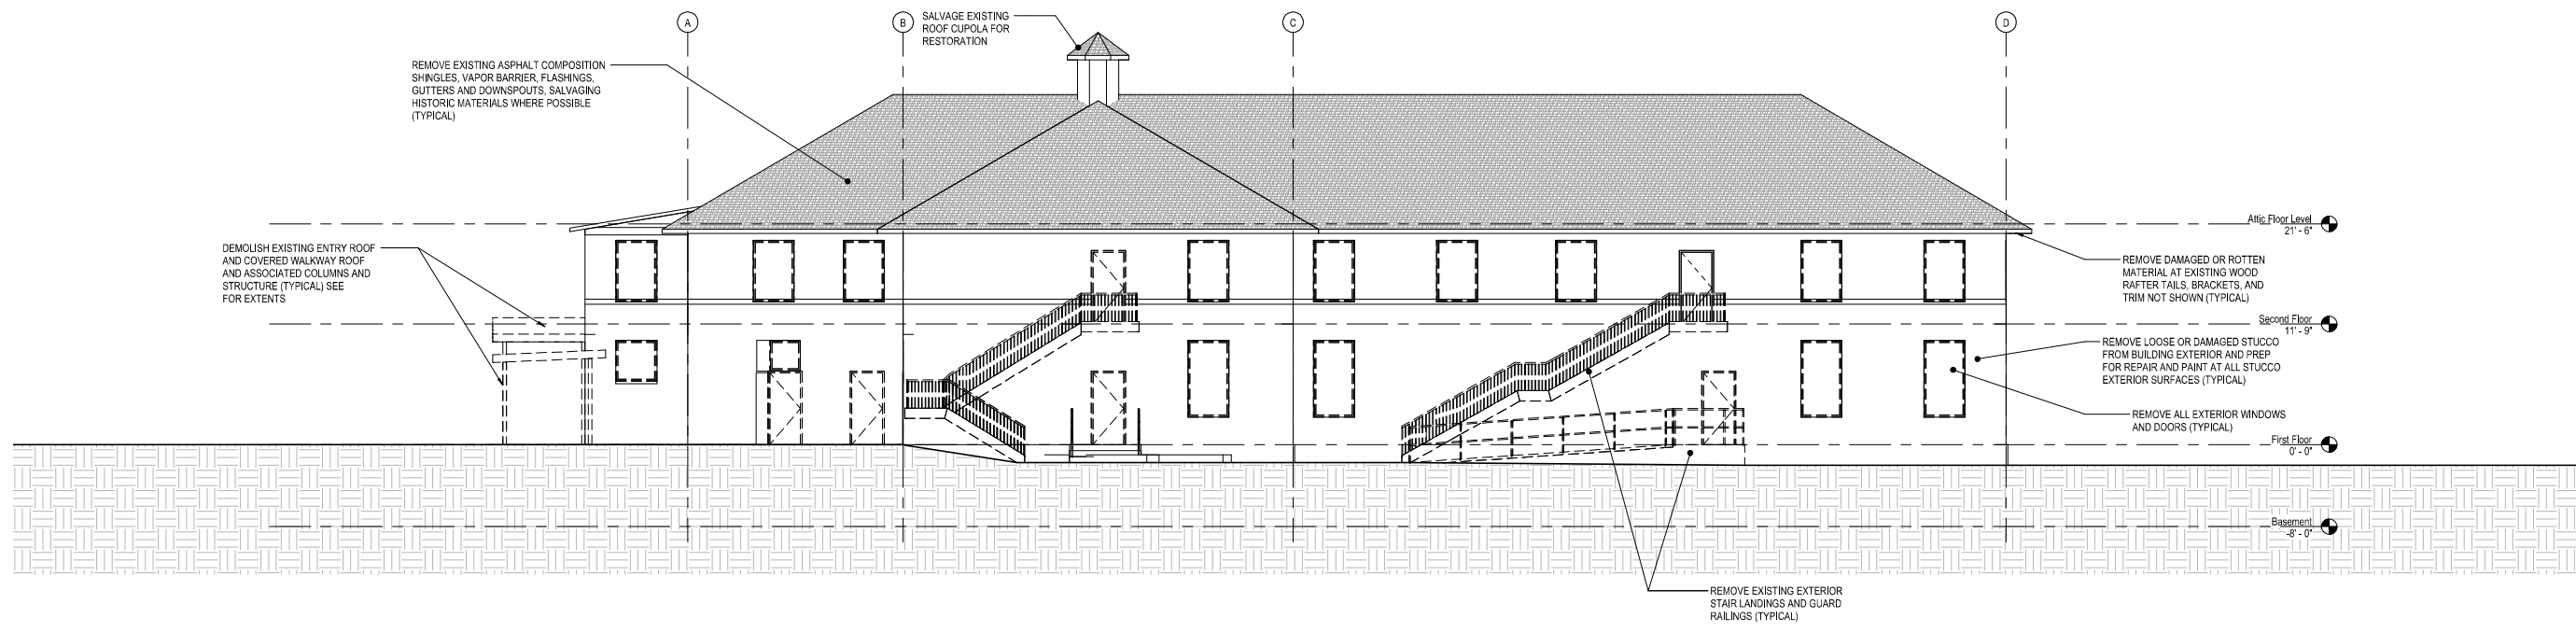 A
B
SALVAGE EXISTING
ROOF CUPOLA FOR
RESTORATION
C
D
REMOVE EXISTING ASPHALT COMPOSITION
SHINGLES, VAPOR BARRIER, FLASHINGS,
GUTTERS AND DOWNSPOUTS, SALVAGING
HISTORIC MATERIALS WHERE POSSIBLE
(TYPICAL)
Attic Floor Level
21' - 6"
DEMOLISH EXISTING ENTRY ROOF
AND COVERED WALKWAY ROOF
AND ASSOCIATED COLUMNS AND
STRUCTURE (TYPICAL) SEE
FOR EXTENTS
REMOVE DAMAGED OR ROTTEN
MATERIAL AT EXISTING WOOD
RAFTER TAILS, BRACKETS, AND
TRIM NOT SHOWN (TYPICAL)
Second Floor
11' - 9"
REMOVE LOOSE OR DAMAGED STUCCO
FROM BUILDING EXTERIOR AND PREP
FOR REPAIR AND PAINT AT ALL STUCCO
EXTERIOR SURFACES (TYPICAL)
REMOVE ALL EXTERIOR WINDOWS
AND DOORS (TYPICAL)
First Floor
0' - 0"
Basement
-8' - 0"
REMOVE EXISTING EXTERIOR
STAIR LANDINGS AND GUARD
RAILINGS (TYPICAL)